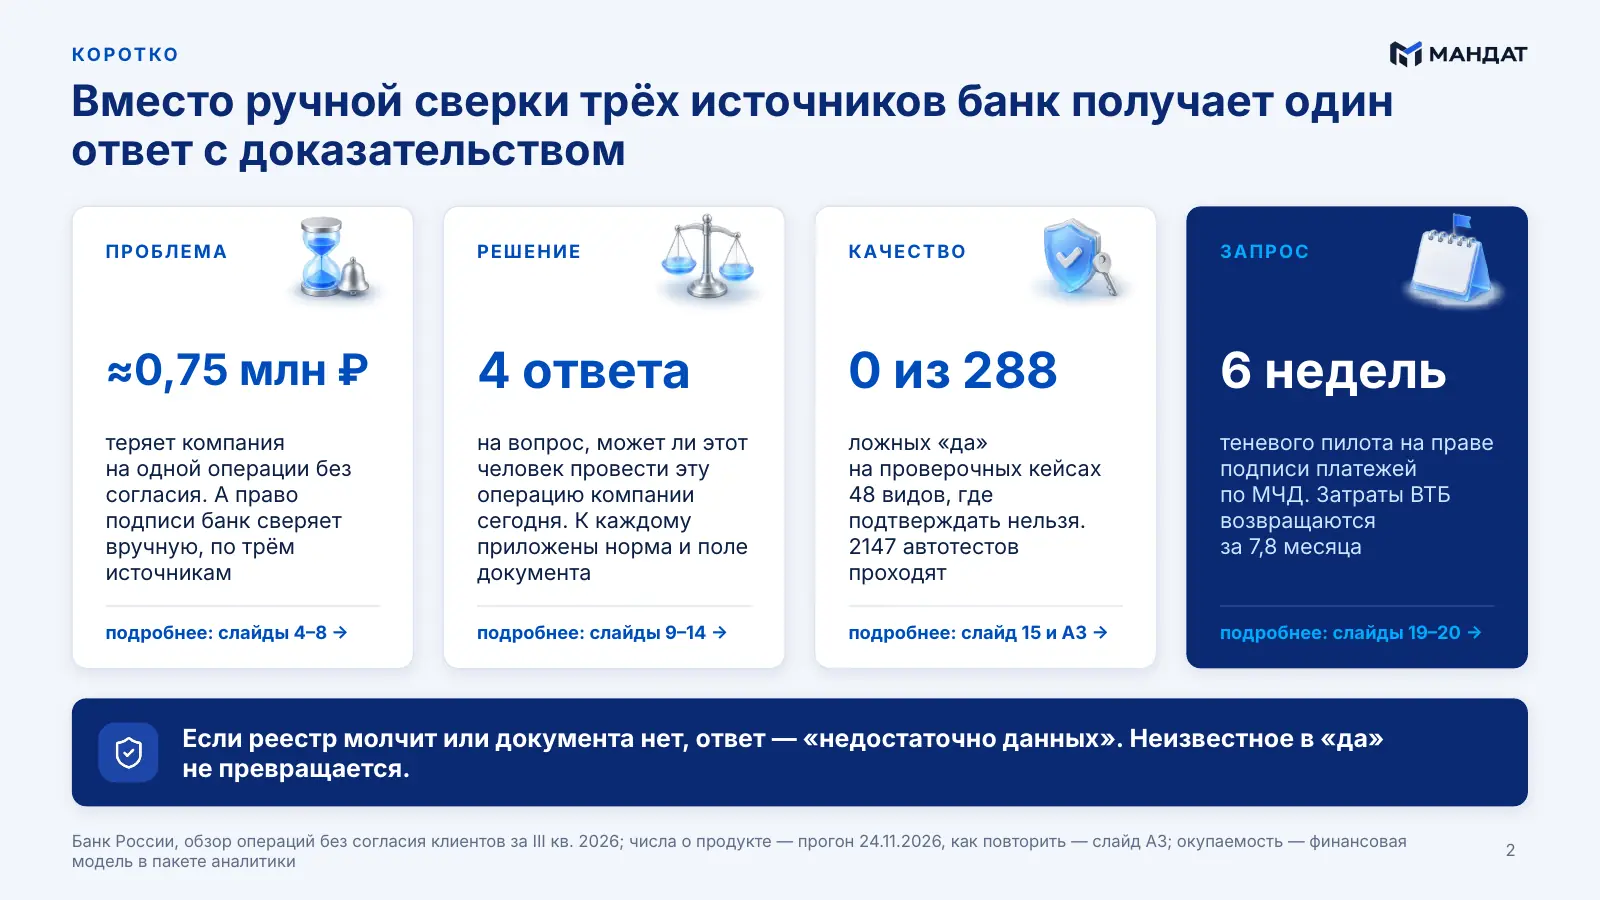 КОРОТКО
МАНДАТ
Вместо ручной сверки трёх источников банк получает один
ответ с доказательством
ПРОБЛЕМА
≈0,75 млн ₽
теряет компания
на одной операции без
согласия. А право
подписи банк сверяет
вручную, по трём
источникам
подробнее: слайды 4–8 →
РЕШЕНИЕ
4 ответа
на вопрос, может ли этот
человек провести эту
операцию компании
сегодня. К каждому
приложены норма и поле
документа
подробнее: слайды 9–14 →
КАЧЕСТВО
0 из 288
ложных «да»
на проверочных кейсах
48 видов, где
подтверждать нельзя.
2147 автотестов
проходят
подробнее: слайд 15 и А3 →
ЗАПРОС
6 недель
теневого пилота на праве
подписи платежей
по МЧД. Затраты ВТБ
возвращаются
за 7,8 месяца
подробнее: слайды 19–20 →
Если реестр молчит или документа нет, ответ — «недостаточно данных». Неизвестное в «да»
не превращается.
Банк России, обзор операций без согласия клиентов за III кв. 2026; числа о продукте — прогон 24.11.2026, как повторить — слайд А3; окупаемость — финансовая
модель в пакете аналитики
2